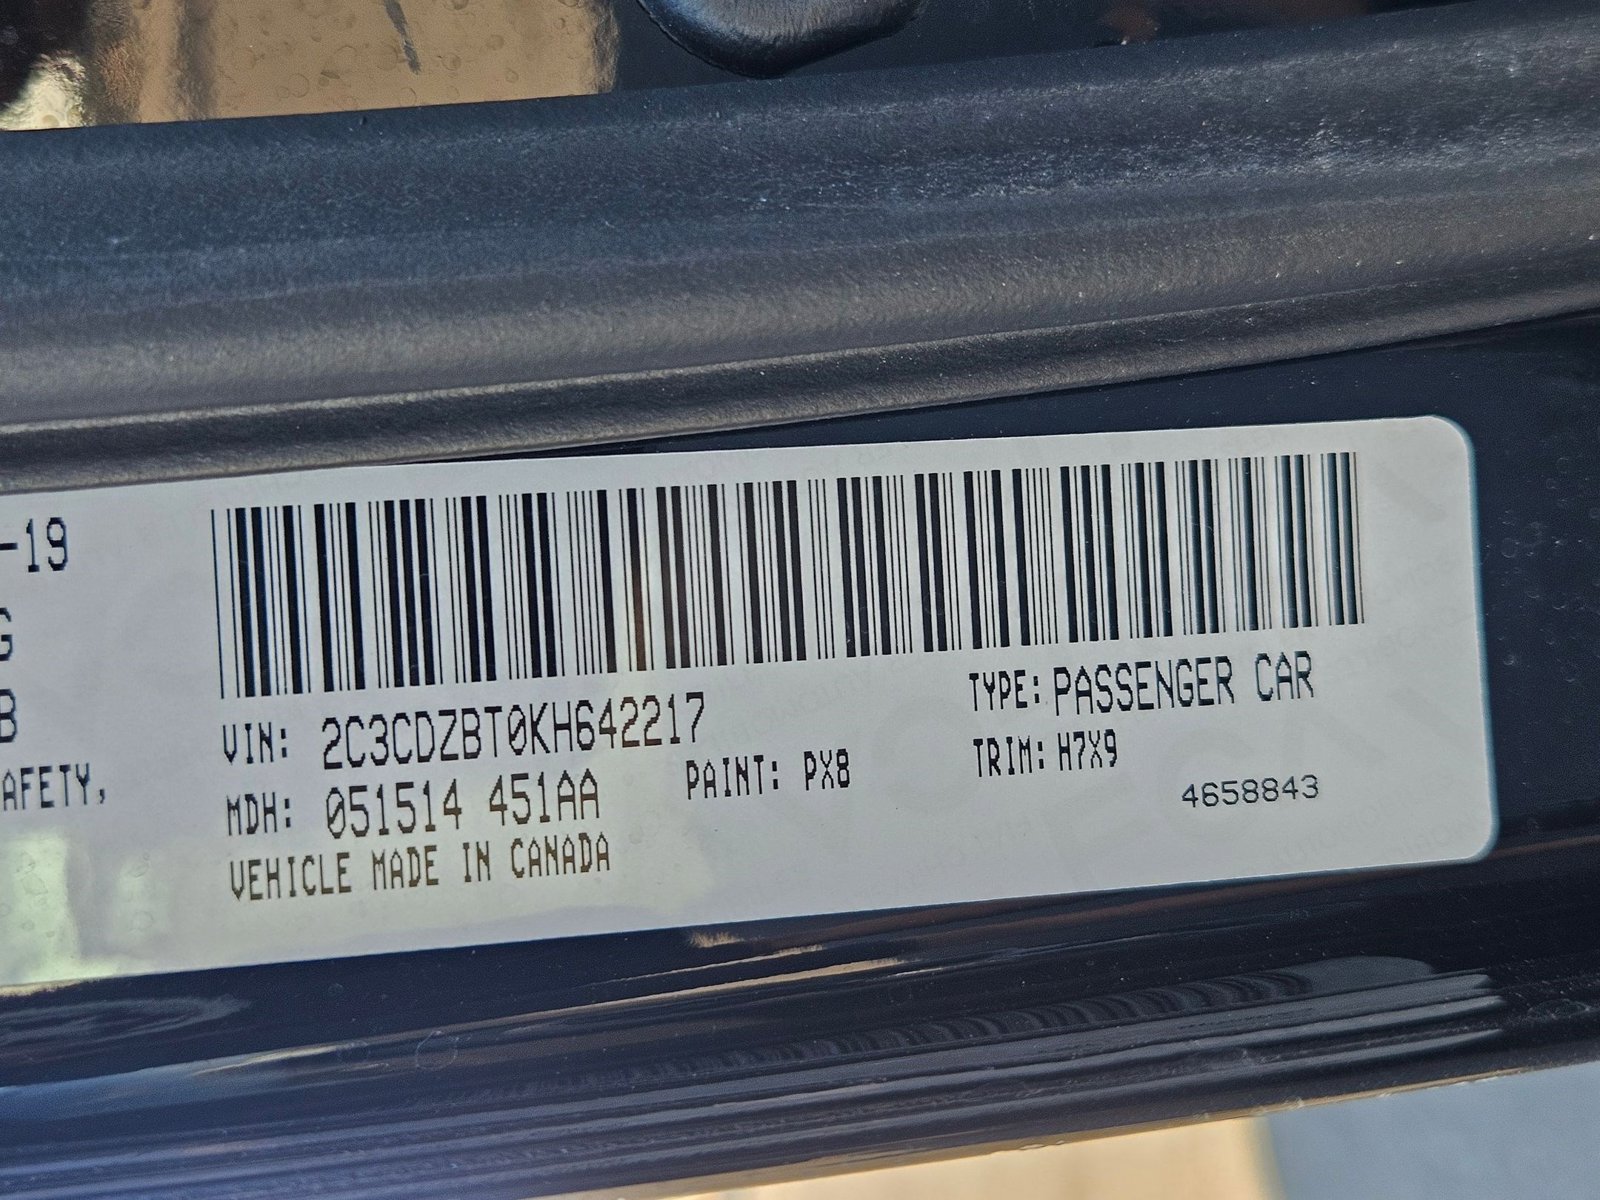 -19
G
B
AFETY,
VIN: 2C3CDZBT0KH642217
TYPE: PASSENGER CAR
MDH: 051514 451AA
PAINT: PX8
TRIM: H7X9
VEHICLE MADE IN CANADA
4658843